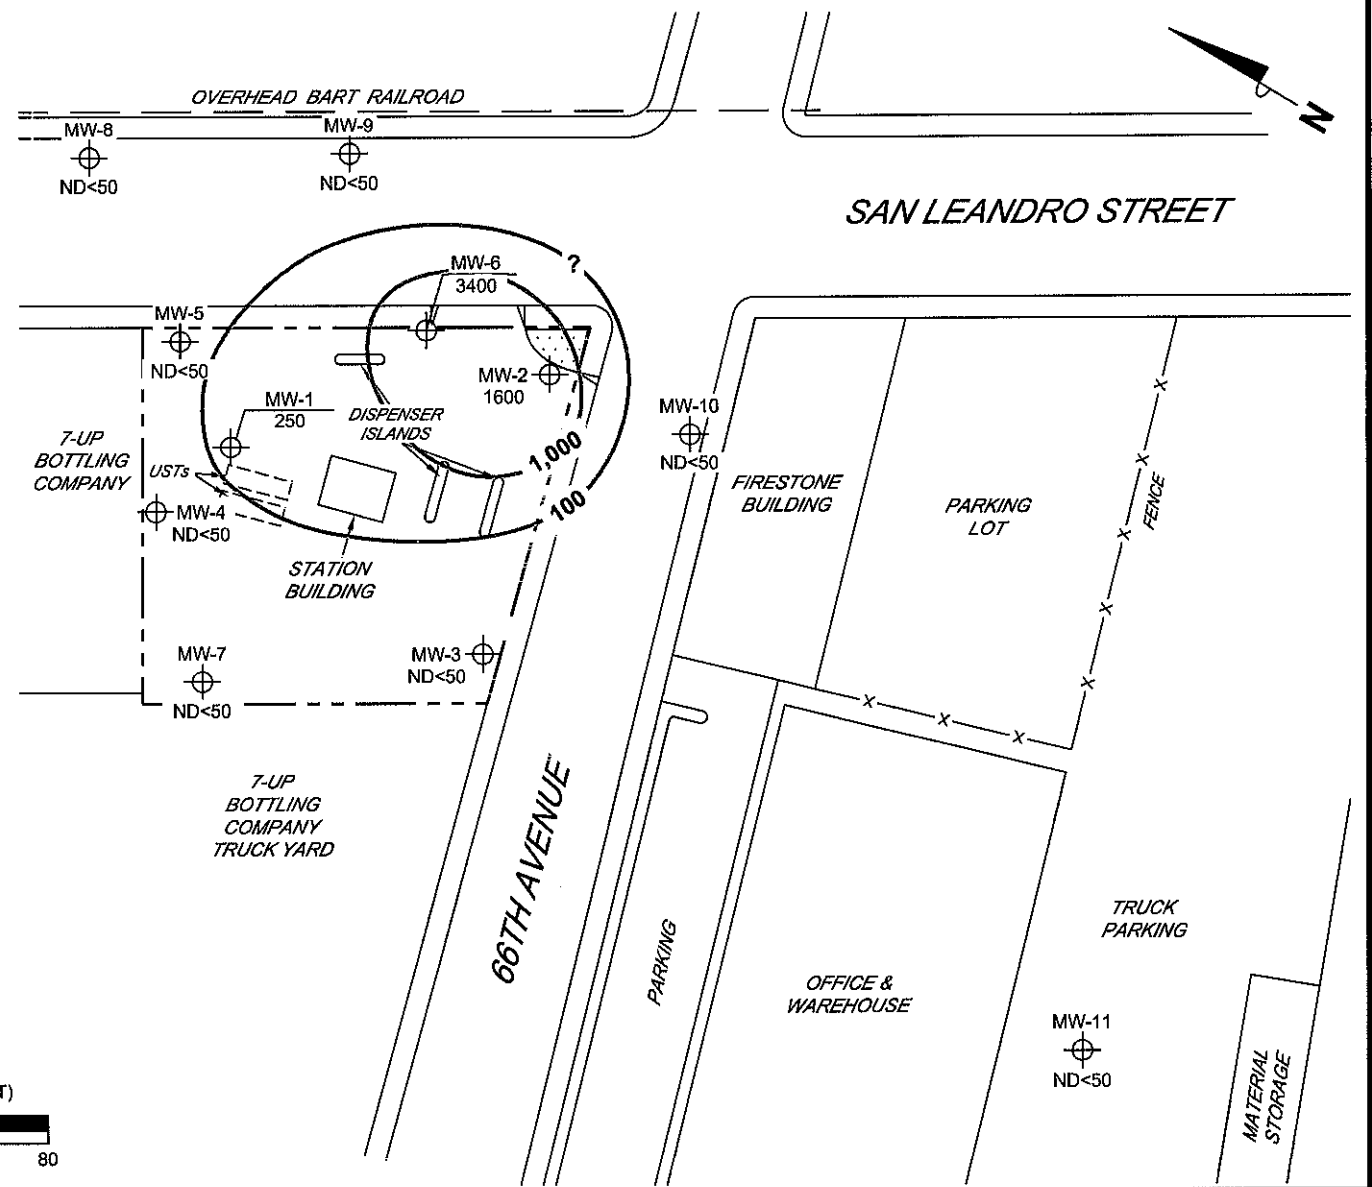 OVERHEAD BART RAILROAD
MW-8
ND<50
MW-9
ND<50
N
SAN LEANDRO STREET
?
MW-6
3400
MW-5
ND<50
MW-2
1600
MW-1
250
DISPENSER
ISLANDS
1,000
100
MW-10
ND<50
7-UP
BOTTLING
COMPANY
USTs
MW-4
ND<50
STATION
BUILDING
FIRESTONE
BUILDING
PARKING
LOT
X
X
X
FENCE
X
X
X
X
X
MW-7
ND<50
MW-3
ND<50
7-UP
BOTTLING
COMPANY
TRUCK YARD
66TH AVENUE
PARKING
OFFICE &
WAREHOUSE
TRUCK
PARKING
MW-11
ND<50
MATERIAL
STORAGE
T)
80